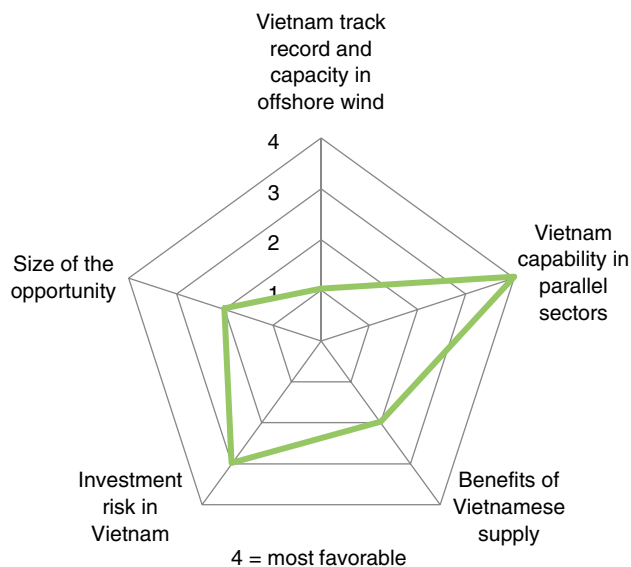 Vietnam track
record and
capacity in
offshore wind
4
3
2
1
Vietnam
capability in
parallel
sectors
Size of the
opportunity
Investment
risk in
Vietnam
Benefits of
Vietnamese
supply
4 = most favorable